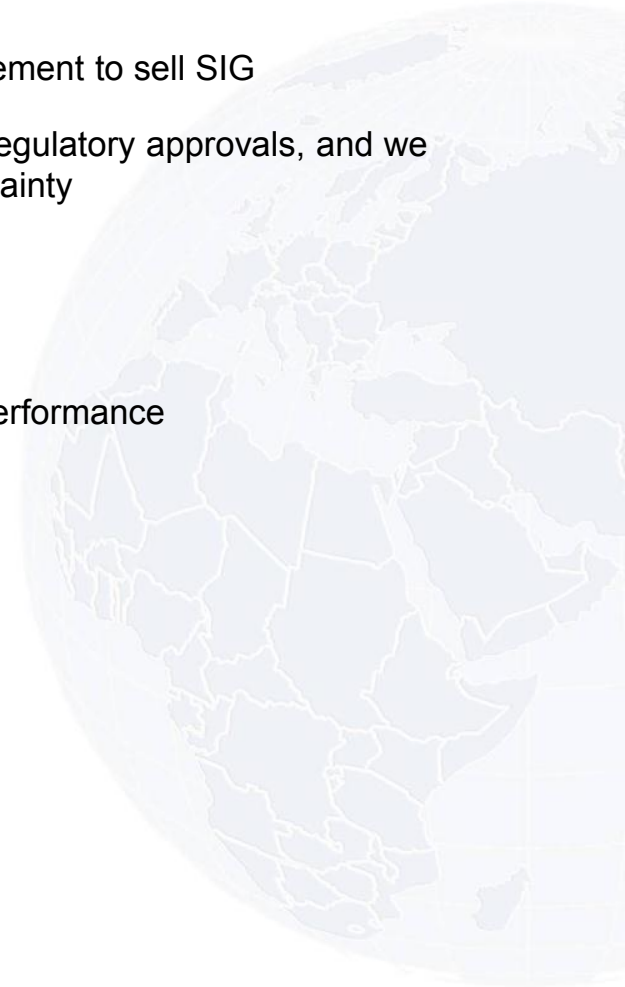 ement to sell SIG
egulatory approvals, and we
ainty
erformance